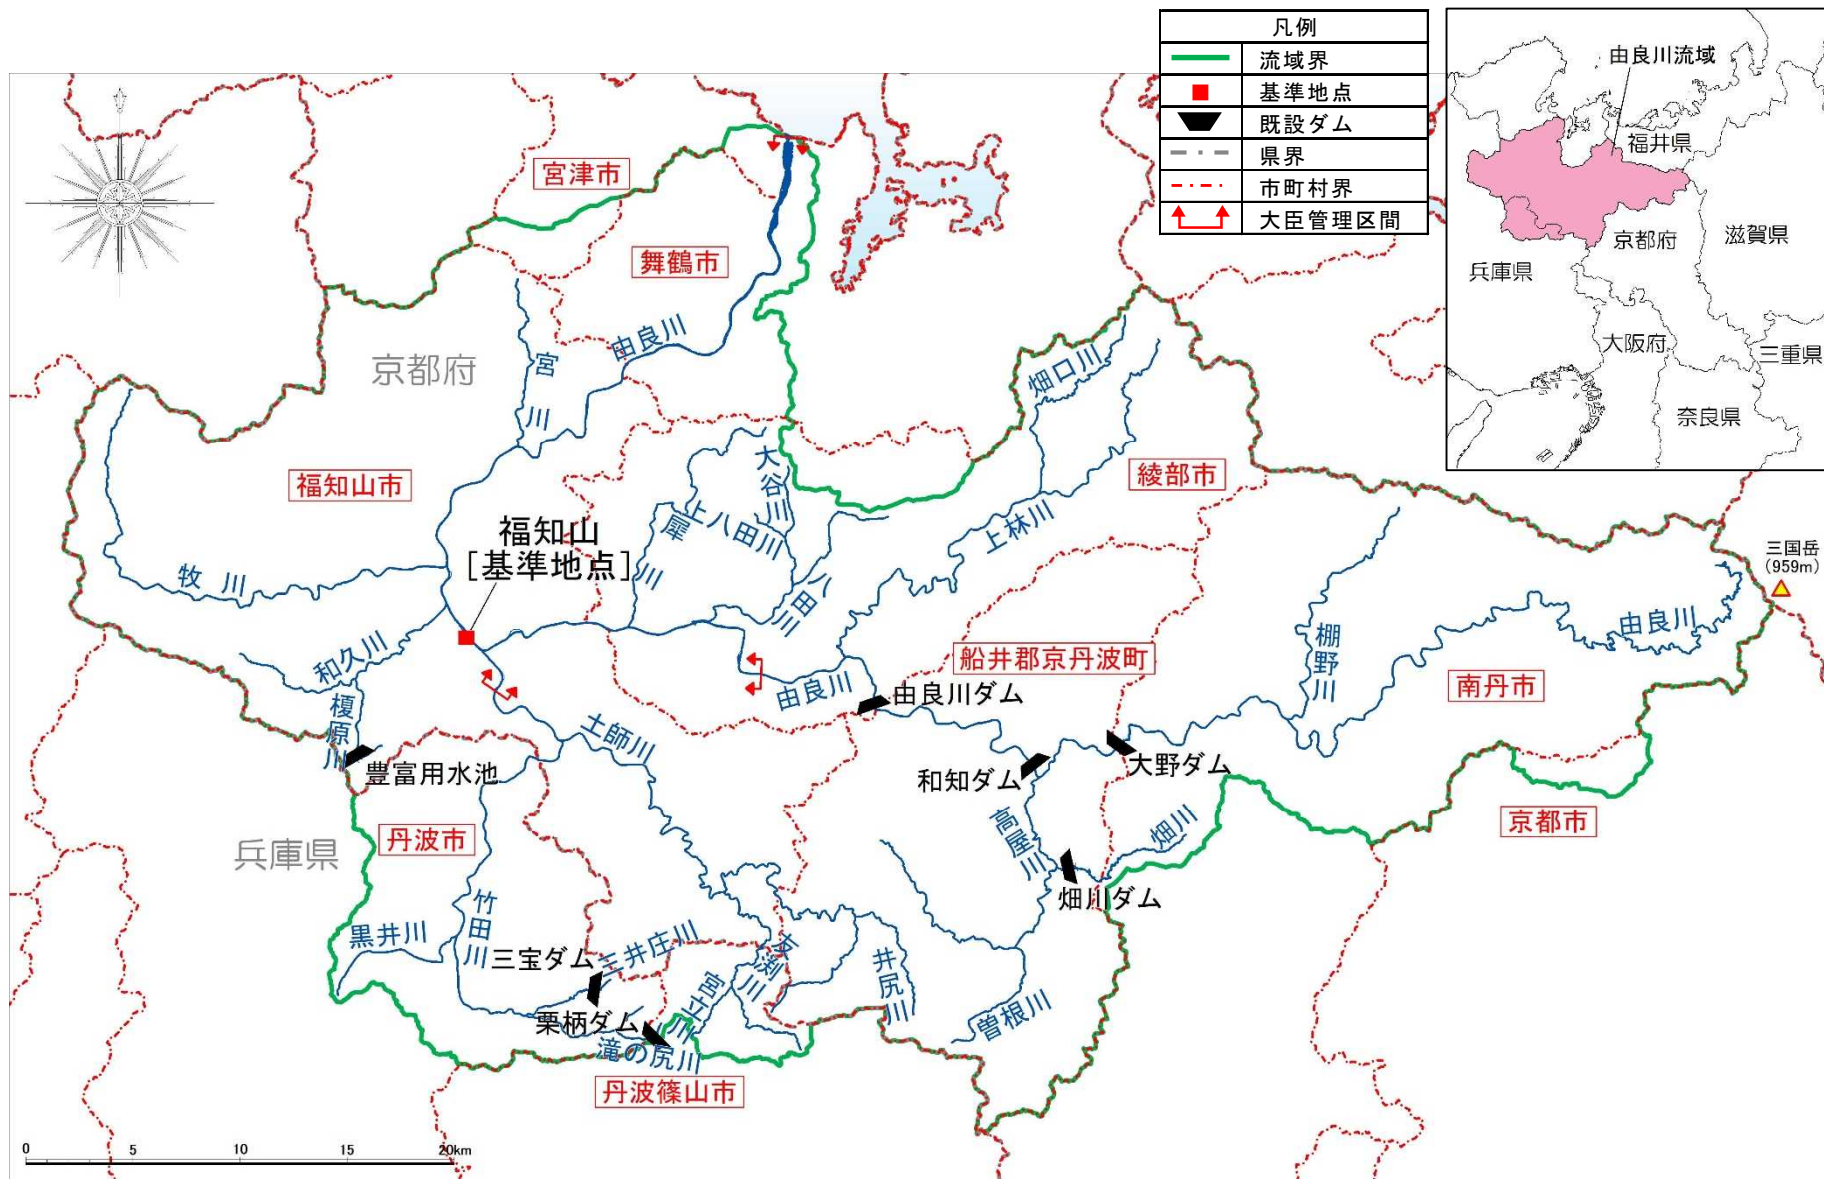 凡例
流域界
基準地点
既設ダム
県界
市町村界
大臣管理区間
由良川流域
福井県
京都府
滋賀県
兵庫県
大阪府
三重県
奈良県
宮津市
舞鶴市
京都府
宮川
由良川
畑口川
福知山市
綾部市
大谷川
上八田川
犀川
上林川
福知山
[基準地点]
牧川
八田川
三国岳
(959m)
由良川
棚野川
和久川
船井郡京丹波町
南丹市
榎原川
由良川
由良川ダム
土師川
豊富用水池
和知ダム
大野ダム
京都市
丹波市
兵庫県
高屋川
畑川
畑川ダム
竹田川
黒井川
三宝ダム
三井庄川
友渕川
宮立川
井尻川
栗柄ダム
曽根川
滝の尻川
丹波篠山市
0 5 10 15 20km